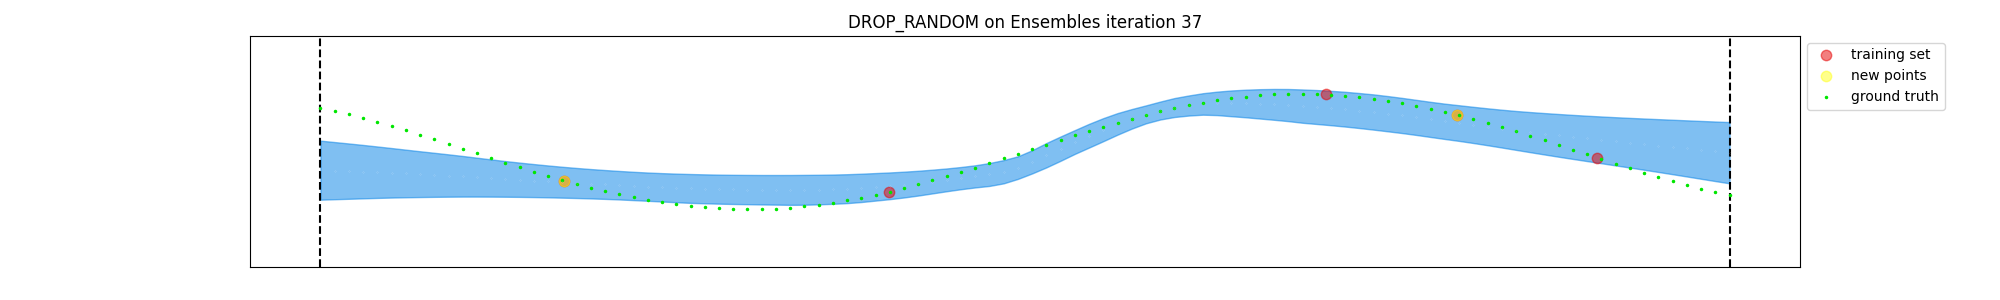 DROP_RANDOM on Ensembles iteration 37
training set
new points
ground truth